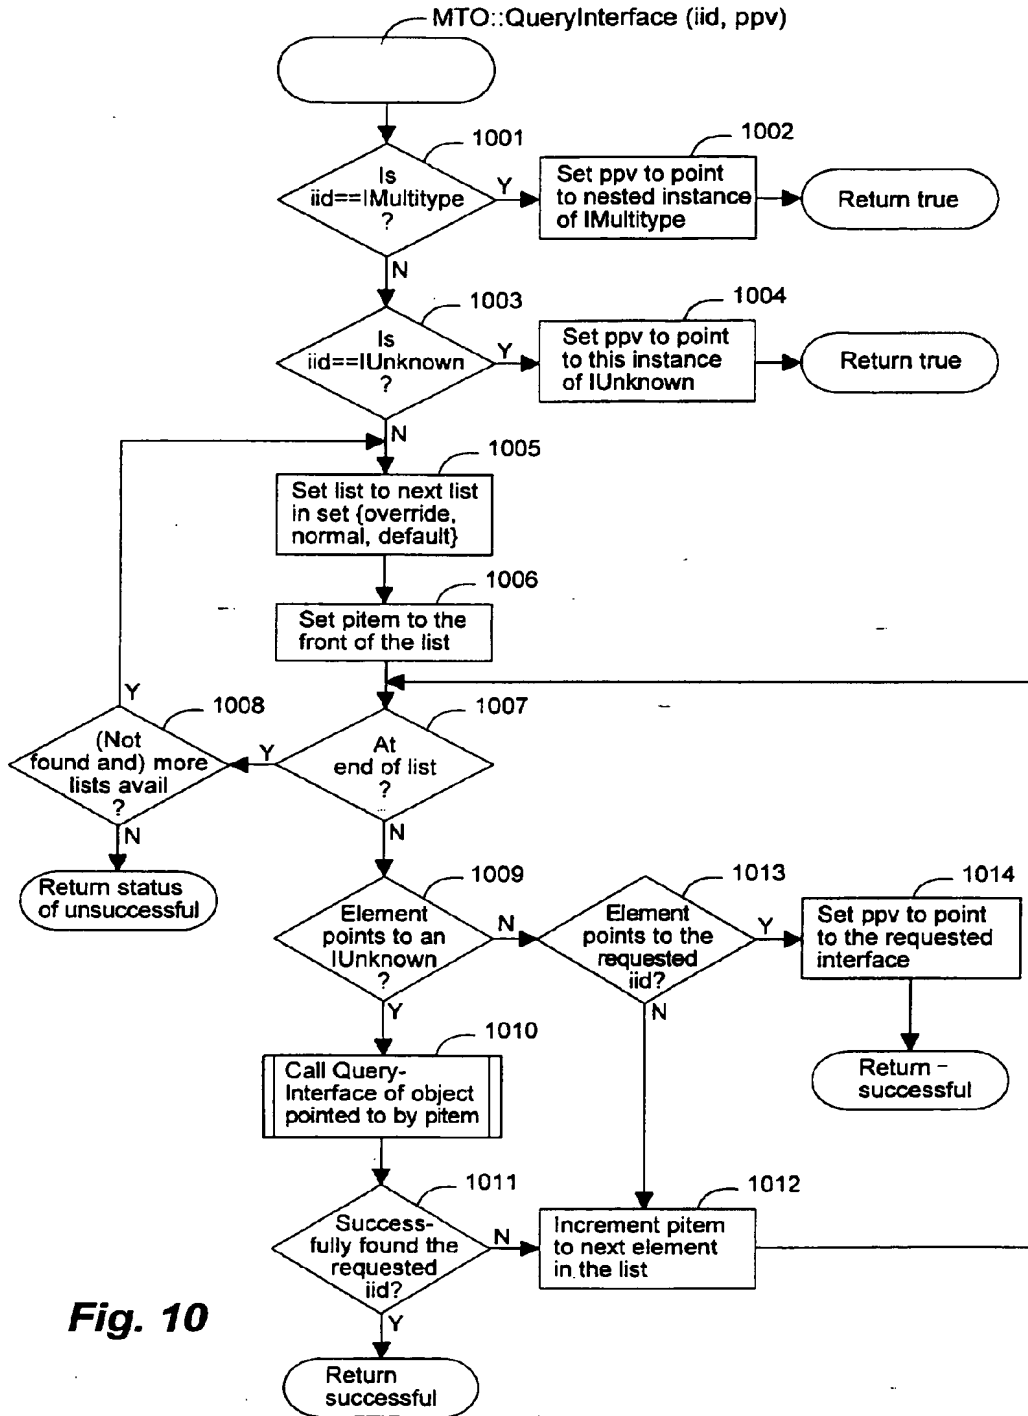 MTO::QueryInterface (iid, ppv)
1001
Is
iid==IMultitype
?
Y
N
1002
Set ppv to point
to nested instance
of IMultitype
Return true
1003
Is
iid==IUnknown
?
Y
N
1004
Set ppv to point
to this instance
of IUnknown
Return true
1005
Set list to next list
in set {override,
normal, default}
1006
Set pitem to the
front of the list
1007
At
end of list
?
Y
N
1008
(Not
found and) more
lists avail
?
Y
N
Return status
of unsuccessful
1009
Element
points to an
IUnknown
?
N
Y
1013
Element
points to the
requested
iid?
Y
N
1014
Set ppv to point
to the requested
interface
Return
successful
1010
Call Query-
Interface of object
pointed to by pitem
1011
Success-
fully found the
requested
iid?
N
Y
1012
Increment pitem
to next element
in the list
Return
successful
Fig. 10